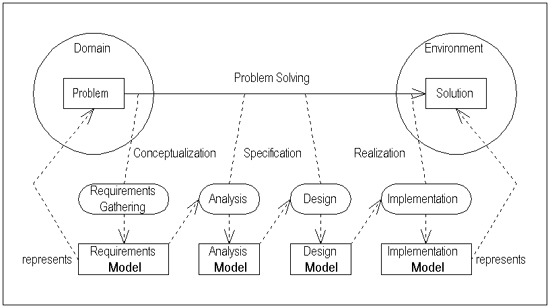 Domain
Environment
Problem Solving
Problem
Solution
Conceptualization
Specification
Realization
Requirements
Gathering
Analysis
Design
Implementation
represents
Requirements
Model
Analysis
Model
Design
Model
Implementation
Model
represents